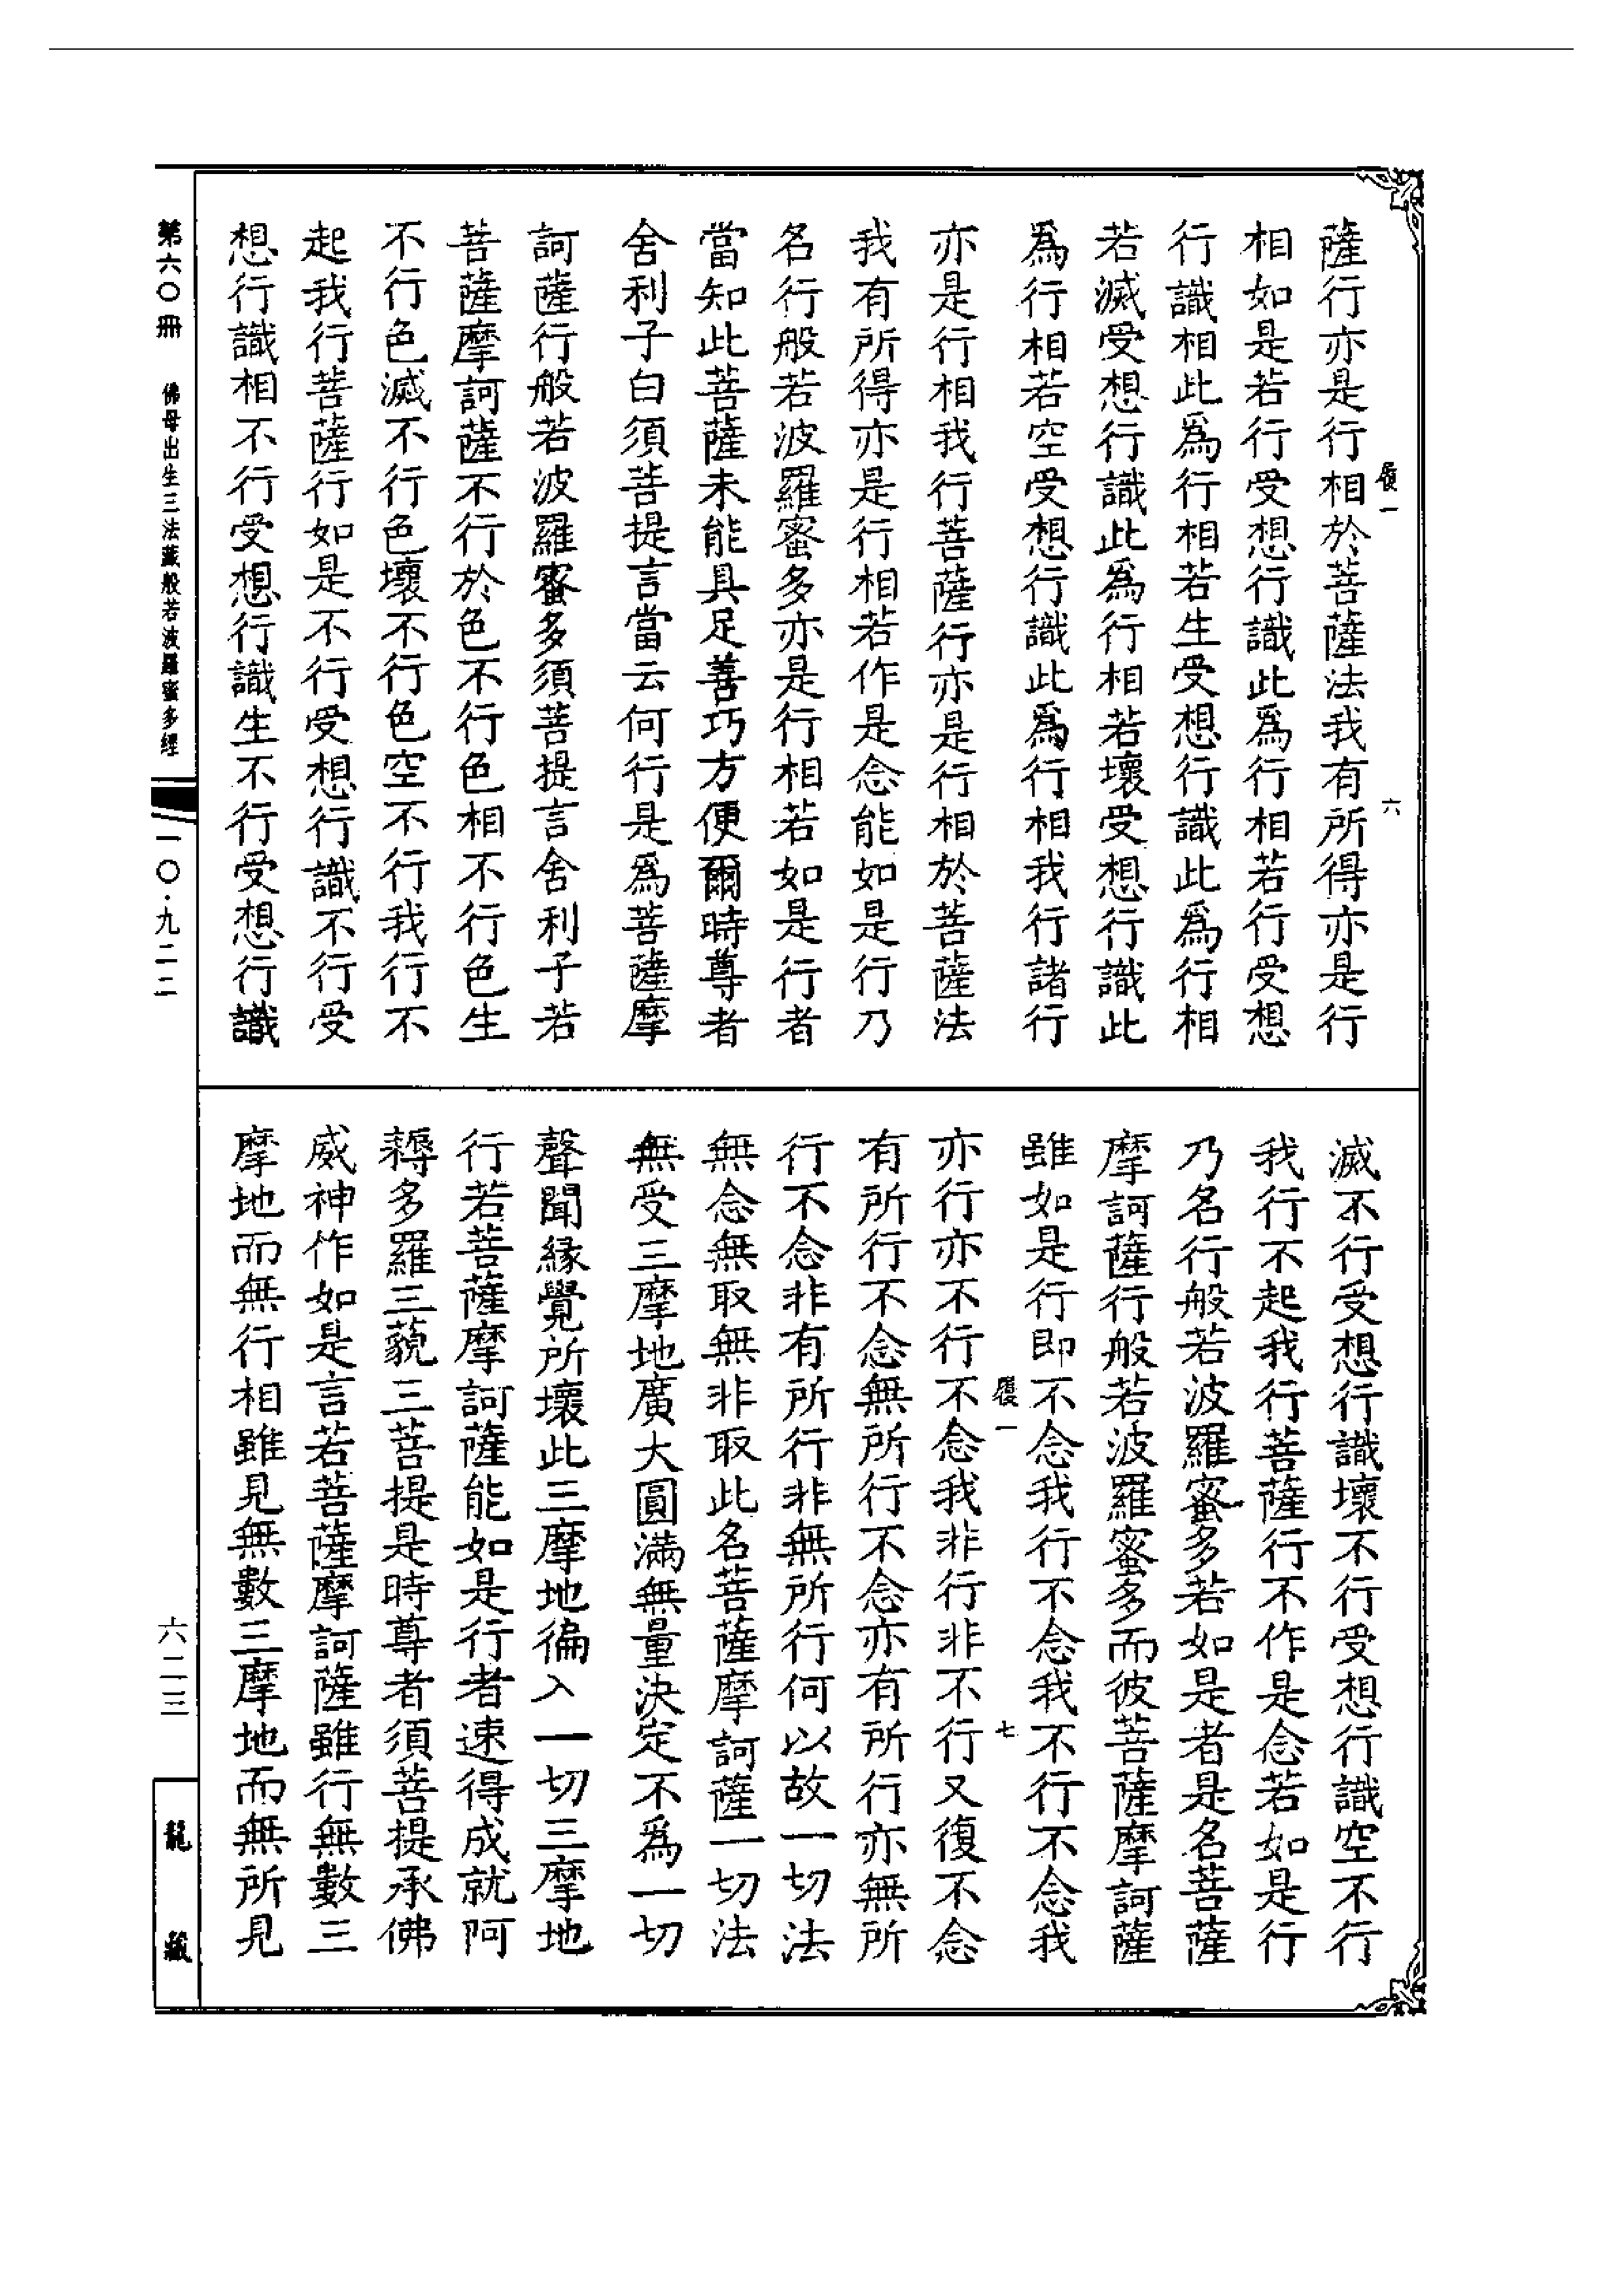 履一
六
薩行亦是行相於菩薩法我有所得亦是行
相如是若行受想行識此爲行相若行受想
行識相此爲行相若生受想行識此爲行相
若滅受想行識此爲行相若壞受想行識此
爲行相若空受想行識此爲行相我行諸行
亦是行相我行菩薩行亦是行相於菩薩法
我有所得亦是行相若作是念能如是行乃
名行般若波羅蜜多亦是行相若如是行者
當知此菩薩未能具足善巧方便爾時尊者
舍利子白須菩提言當云何行是爲菩薩摩
訶薩行般若波羅蜜多須菩提言舍利子若
菩薩摩訶薩不行於色不行色相不行色生
不行色滅不行色壞不行色空不行我行不
起我行菩薩行如是不行受想行識不行受
想行識相不行受想行識生不行受想行識
滅不行受想行識壞不行受想行識空不行
我行不起我行菩薩行不作是念若如是行
乃名行般若波羅蜜多若如是者是名菩薩
摩訶薩行般若波羅蜜多而彼菩薩摩訶薩
雖如是行即不念我行不念我不行不念我
履一
七
亦行亦不行不念我非行非不行又復不念
有所行不念無所行不念亦有所行亦無所
行不念非有所行非無所行何以故一切法
無念無取無非取此名菩薩摩訶薩一切法
無受三摩地廣大圓滿無量決定不爲一切
聲聞緣覺所壞此三摩地徧入一切三摩地
行若菩薩摩訶薩能如是行者速得成就阿
耨多羅三藐三菩提是時尊者須菩提承佛
威神作如是言若菩薩摩訶薩雖行無數三
摩地而無行相雖見無數三摩地而無所見
第六〇冊
佛母出生三法藏般若波羅蜜多經
一〇·九二二
六二三
龍藏